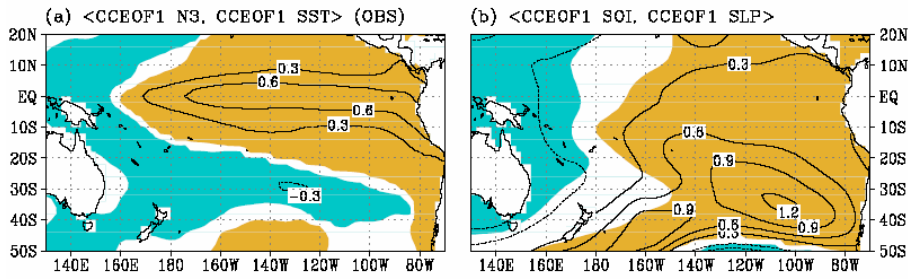 (a) <CCEOF1 N3, CCEOF1 SST> (OBS)
(b) <CCEOF1 SOI, CCEOF1 SLP>
20N
10N
EQ
10S
20S
30S
40S
50S
0.3
0.6
0.6
0.3
-0.3
140E 160E 180 160W 140W 120W 100W 80W
0.3
0.6
0.9
1.2
0.9
0.9
0.6
0.3
140E 160E 180 160W 140W 120W 100W 80W
20N
10N
EQ
10S
20S
30S
40S
50S